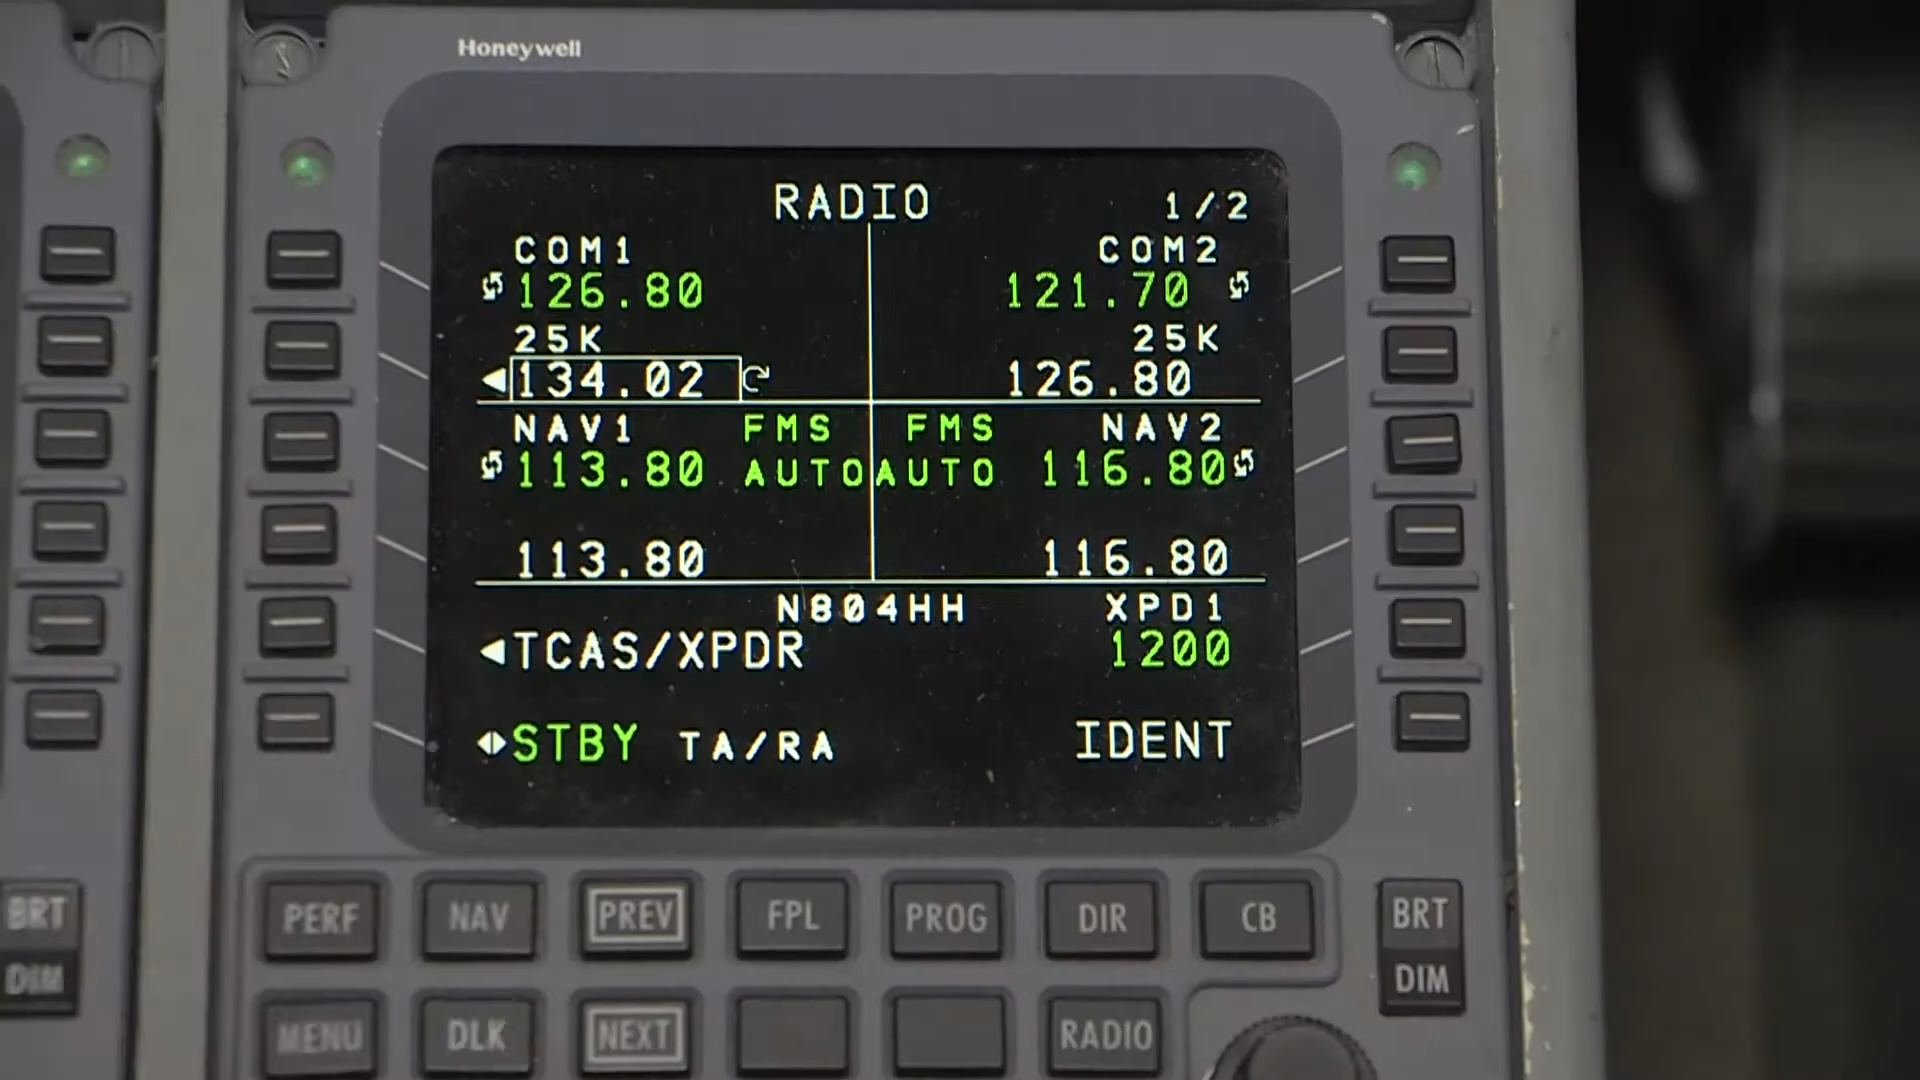 Honeywell
RADIO 1/2
COM1 COM2
126.80 121.70
25K 25K
134.02 126.80
NAV1 FMS FMS NAV2
113.80 AUTO AUTO 116.80
113.80 116.80
N804HH XPD1
TCAS/XPDR 1200
STBY TA/RA IDENT
BRT PERF NAV PREV FPL PROG DIR CB BRT
DIM DIM
MENU DLK NEXT RADIO